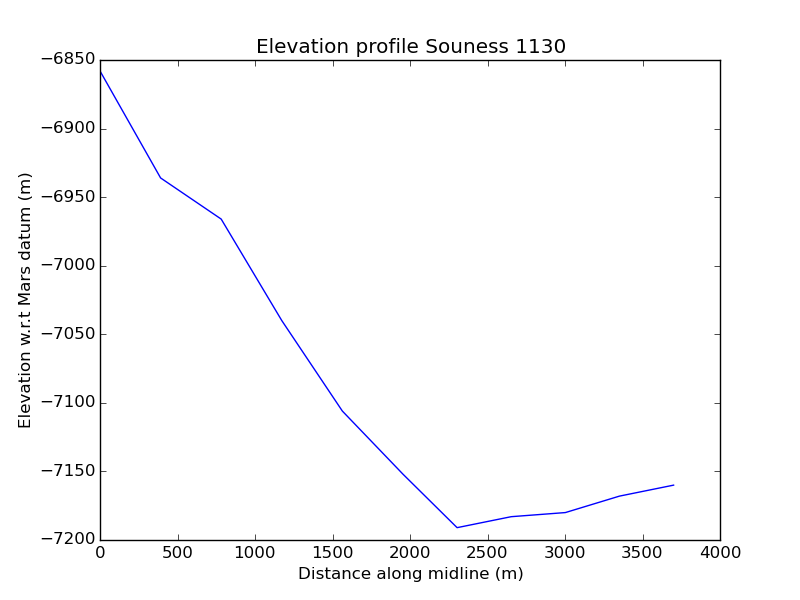 Elevation profile Souness 1130
Elevation w.r.t Mars datum (m)
−6850
−6900
−6950
−7000
−7050
−7100
−7150
−7200
0 500 1000 1500 2000 2500 3000 3500 4000
Distance along midline (m)